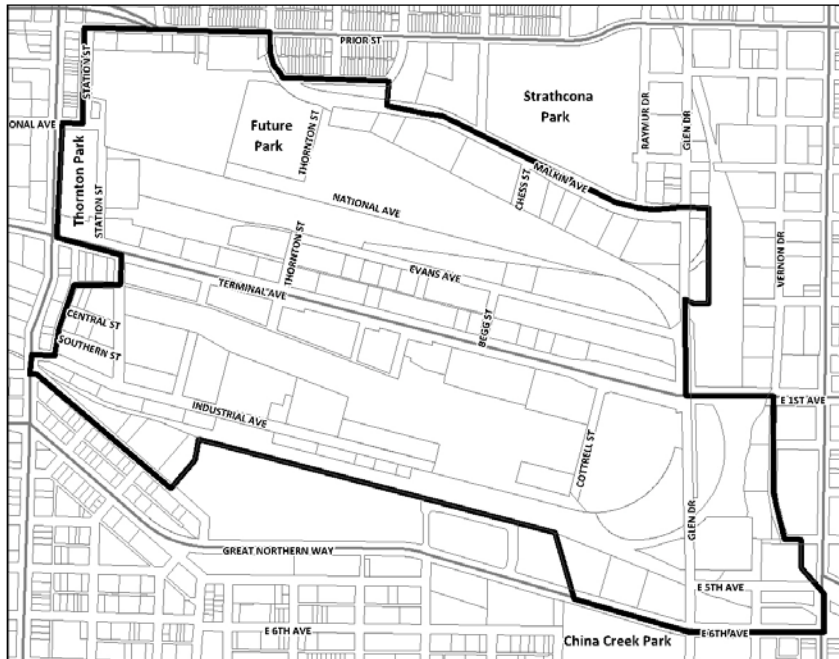 PRIOR ST
STATION ST
Strathcona
Park
RAYMUR DR
GLEN DR
ONAL AVE
Future
Park
THORNTON ST
Thornton Park
STATION ST
MALKIN AVE
CHESS ST
NATIONAL AVE
THORNTON ST
VERNON DR
EVANS AVE
TERMINAL AVE
BEGG ST
CENTRAL ST
SOUTHERN ST
E 1ST AVE
INDUSTRIAL AVE
COTTRELL ST
GLEN DR
GREAT NORTHERN WAY
E 5TH AVE
E 6TH AVE
E 6TH AVE
China Creek Park